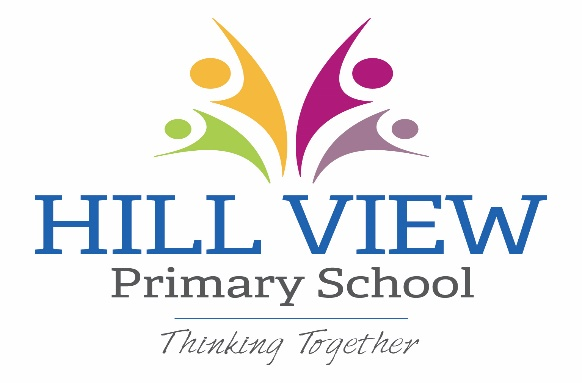 HILL VIEW
Primary School
Thinking Together